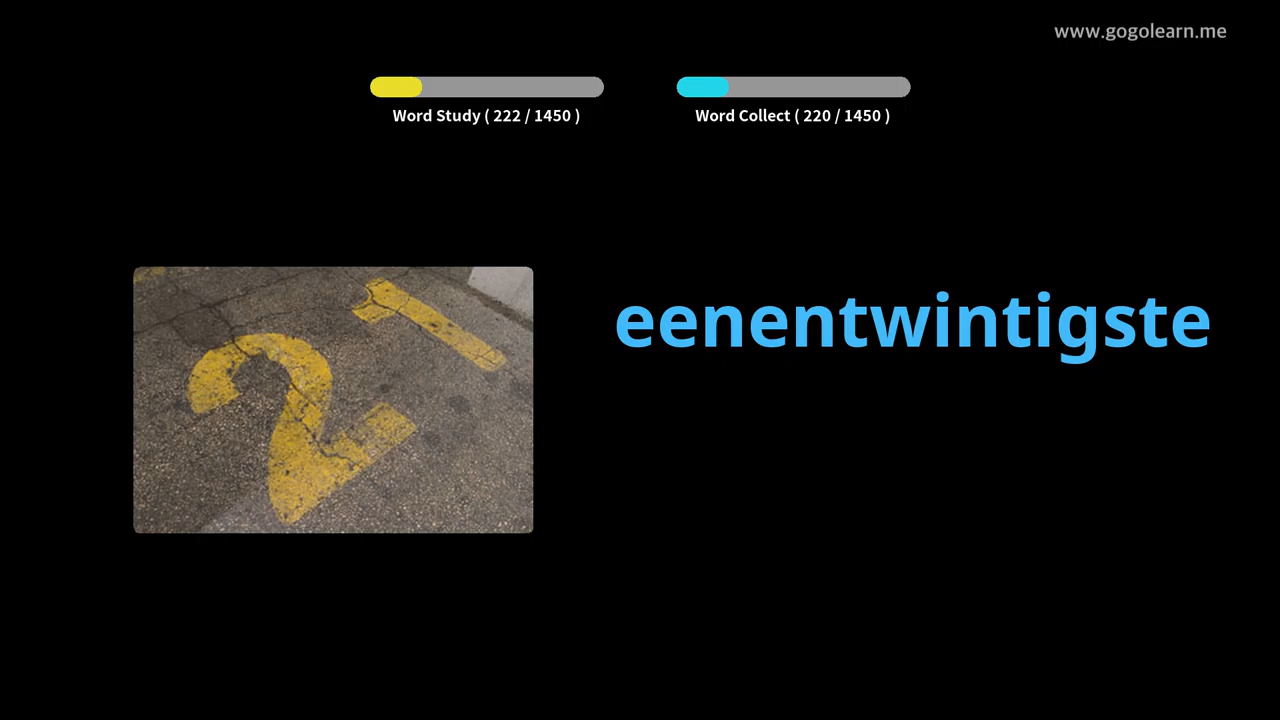 www.gogolearn.me
Word Study ( 222 / 1450 )
Word Collect ( 220 / 1450 )
21
eenentwintigste